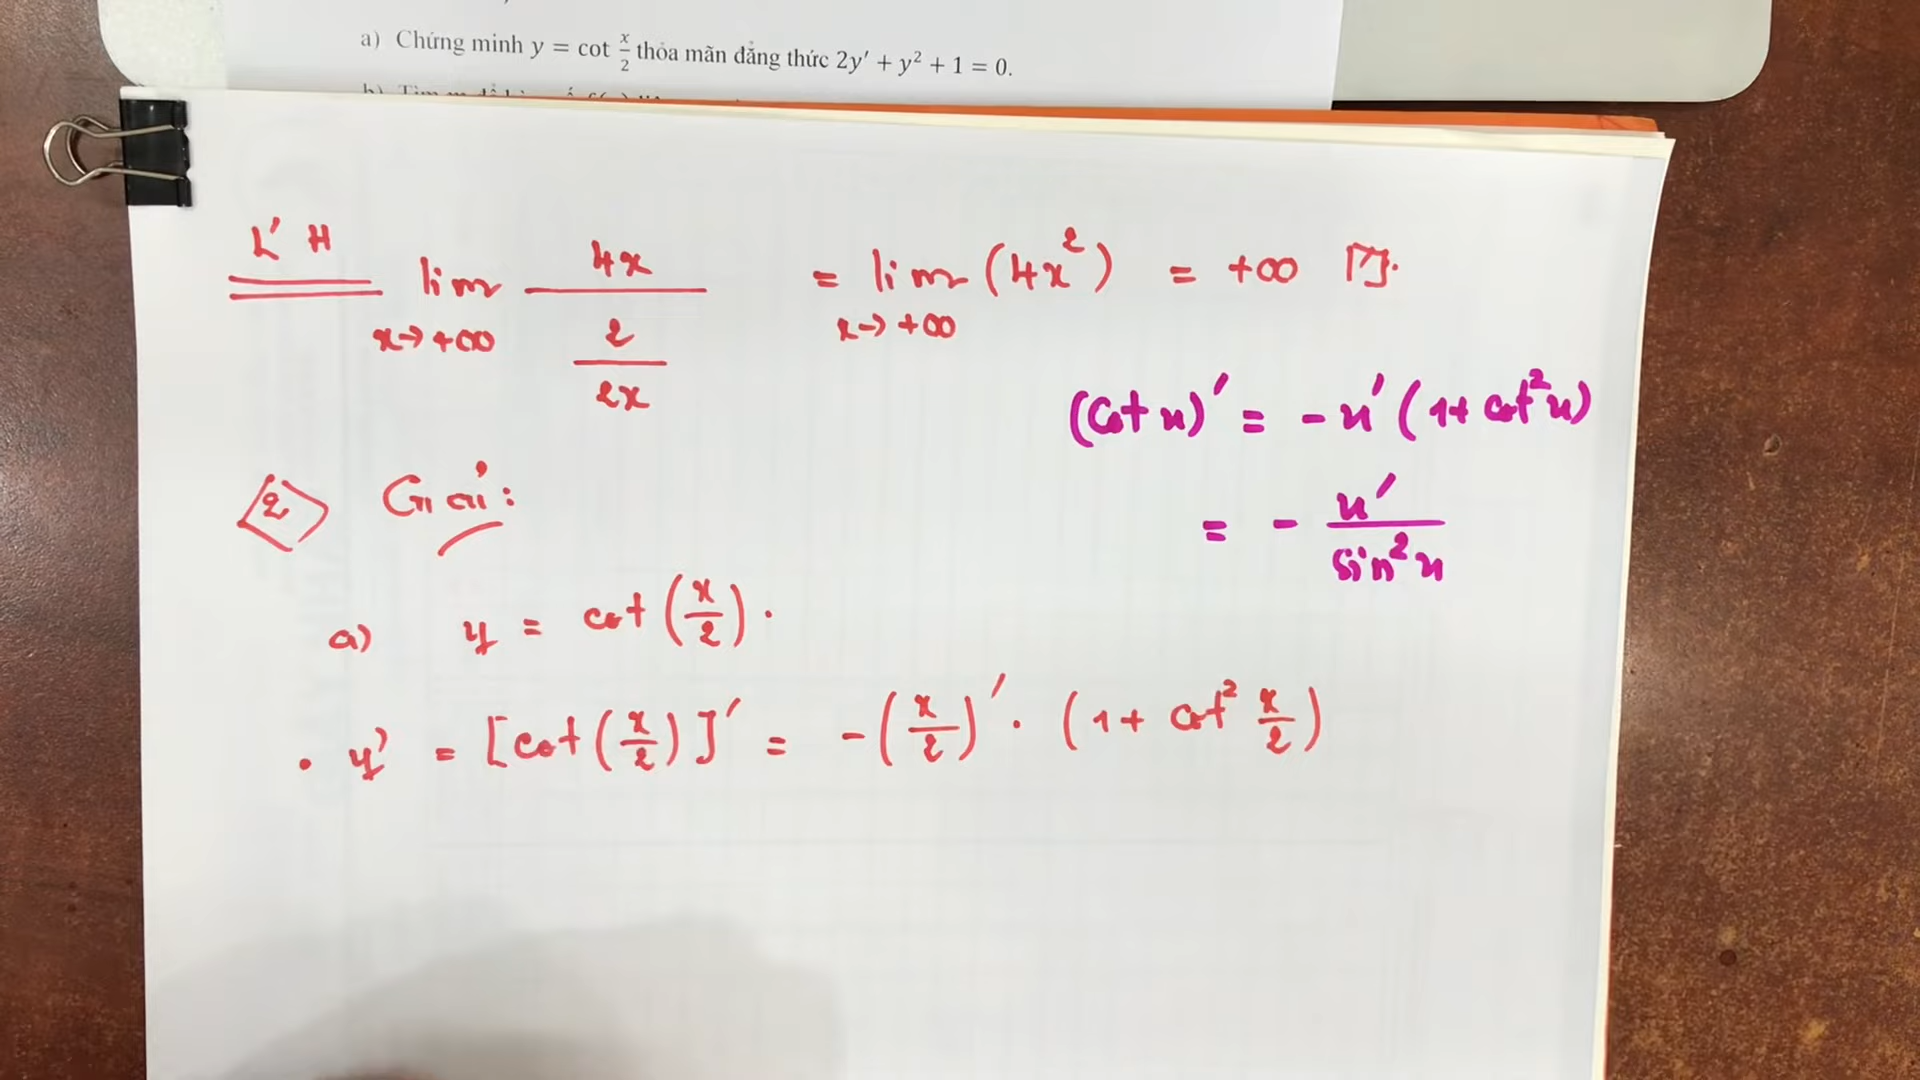 a) Chứng minh y = cot x/2 thỏa mãn đẳng thức 2y′ + y² + 1 = 0.
L'H lim x→+∞ 4x / (2/2x) = lim x→+∞ (4x²) = +∞
(cot u)′ = -u′(1+ cot²u)
= - u′/sin²u
2 Giải:
a) y = cot(x/2).
• y′ = [cot(x/2)]′ = -(x/2)′ . (1+ cot² x/2)